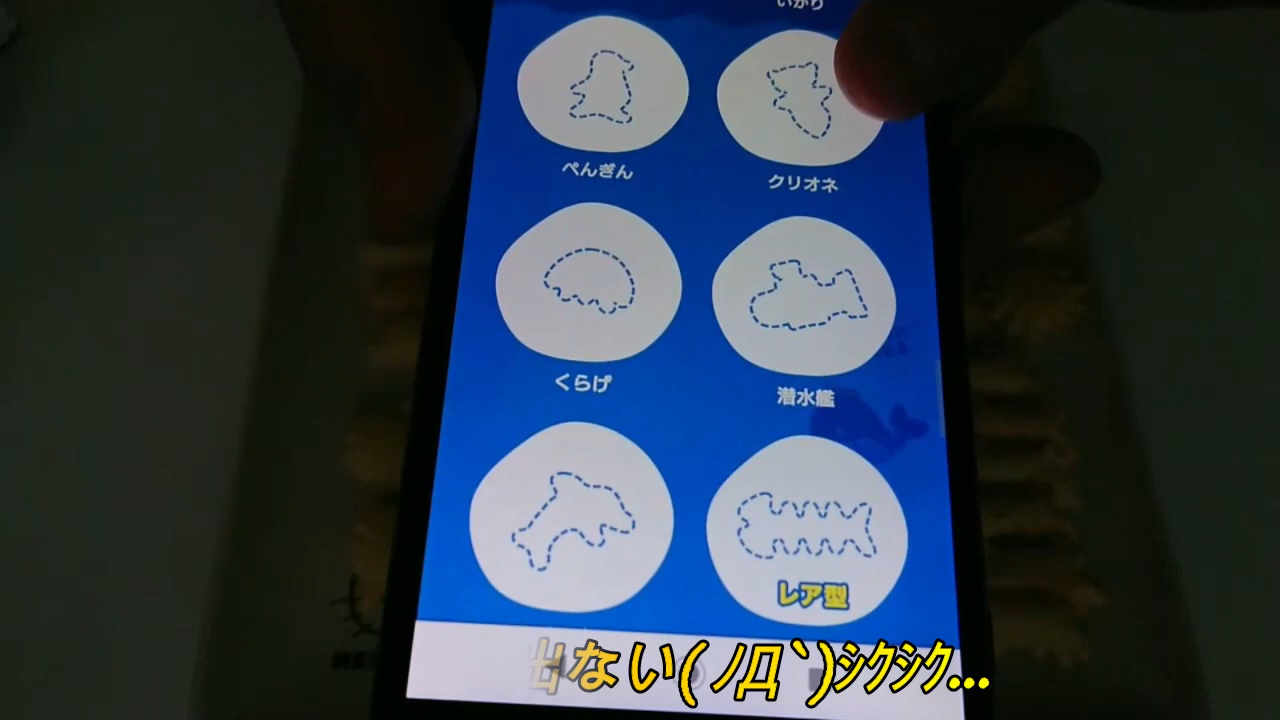 いかり
ぺんぎん
クリオネ
くらげ
潜水艦
レア型
出ない(ﾉД`)ｼｸｼｸ…